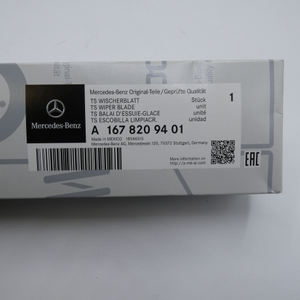 Mercedes-Benz Original-Teile/Geprüfte Qualität
TS WISCHERBLATT Stück
TS WIPER BLADE unit
TS BALAI D'ESSUIE-GLACE unité
TS ESCOBILLA LIMPIACR. unidad
1
Mercedes-Benz
A 167 820 94 01
Made in MEXICO
Mercedes-Benz AG, Mercedesstr. 120, 70372 Stuttgart, Germany
EAC